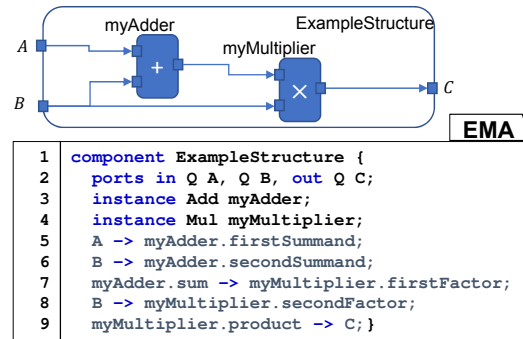 myAdder
ExampleStructure
myMultiplier
A
+
×
B
C
EMA
1 component ExampleStructure {
2 ports in Q A, Q B, out Q C;
3 instance Add myAdder;
4 instance Mul myMultiplier;
5 A -> myAdder.firstSummand;
6 B -> myAdder.secondSummand;
7 myAdder.sum -> myMultiplier.firstFactor;
8 B -> myMultiplier.secondFactor;
9 myMultiplier.product -> C;}